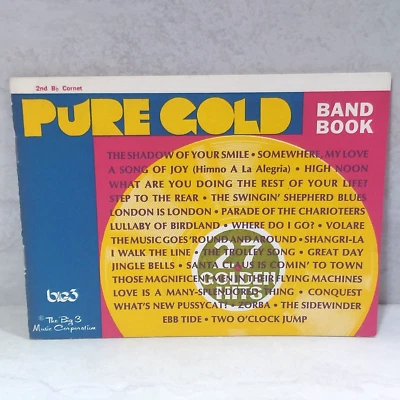 2nd B♭ Cornet
PURE GOLD
BAND
BOOK
THE SHADOW OF YOUR SMILE • SOMEWHERE, MY LOVE
A SONG OF JOY (Himno A La Alegria) • HIGH NOON
WHAT ARE YOU DOING THE REST OF YOUR LIFE?
STEP TO THE REAR • THE SWINGIN' SHEPHERD BLUES
LONDON IS LONDON • PARADE OF THE CHARIOTEERS
LULLABY OF BIRDLAND • WHERE DO I GO? • VOLARE
THE MUSIC GOES 'ROUND AND AROUND • SHANGRI-LA
I WALK THE LINE • THE TROLLEY SONG • GREAT DAY
JINGLE BELLS • SANTA CLAUS IS COMIN' TO TOWN
THOSE MAGNIFICENT MEN IN THEIR FLYING MACHINES
LOVE IS A MANY-SPLENDORED THING • CONQUEST
WHAT'S NEW PUSSYCAT? • ZORBA • THE SIDEWINDER
EBB TIDE • TWO O'CLOCK JUMP
27
GOLDEN
HITS
big3
© The Big 3
Music Corporation